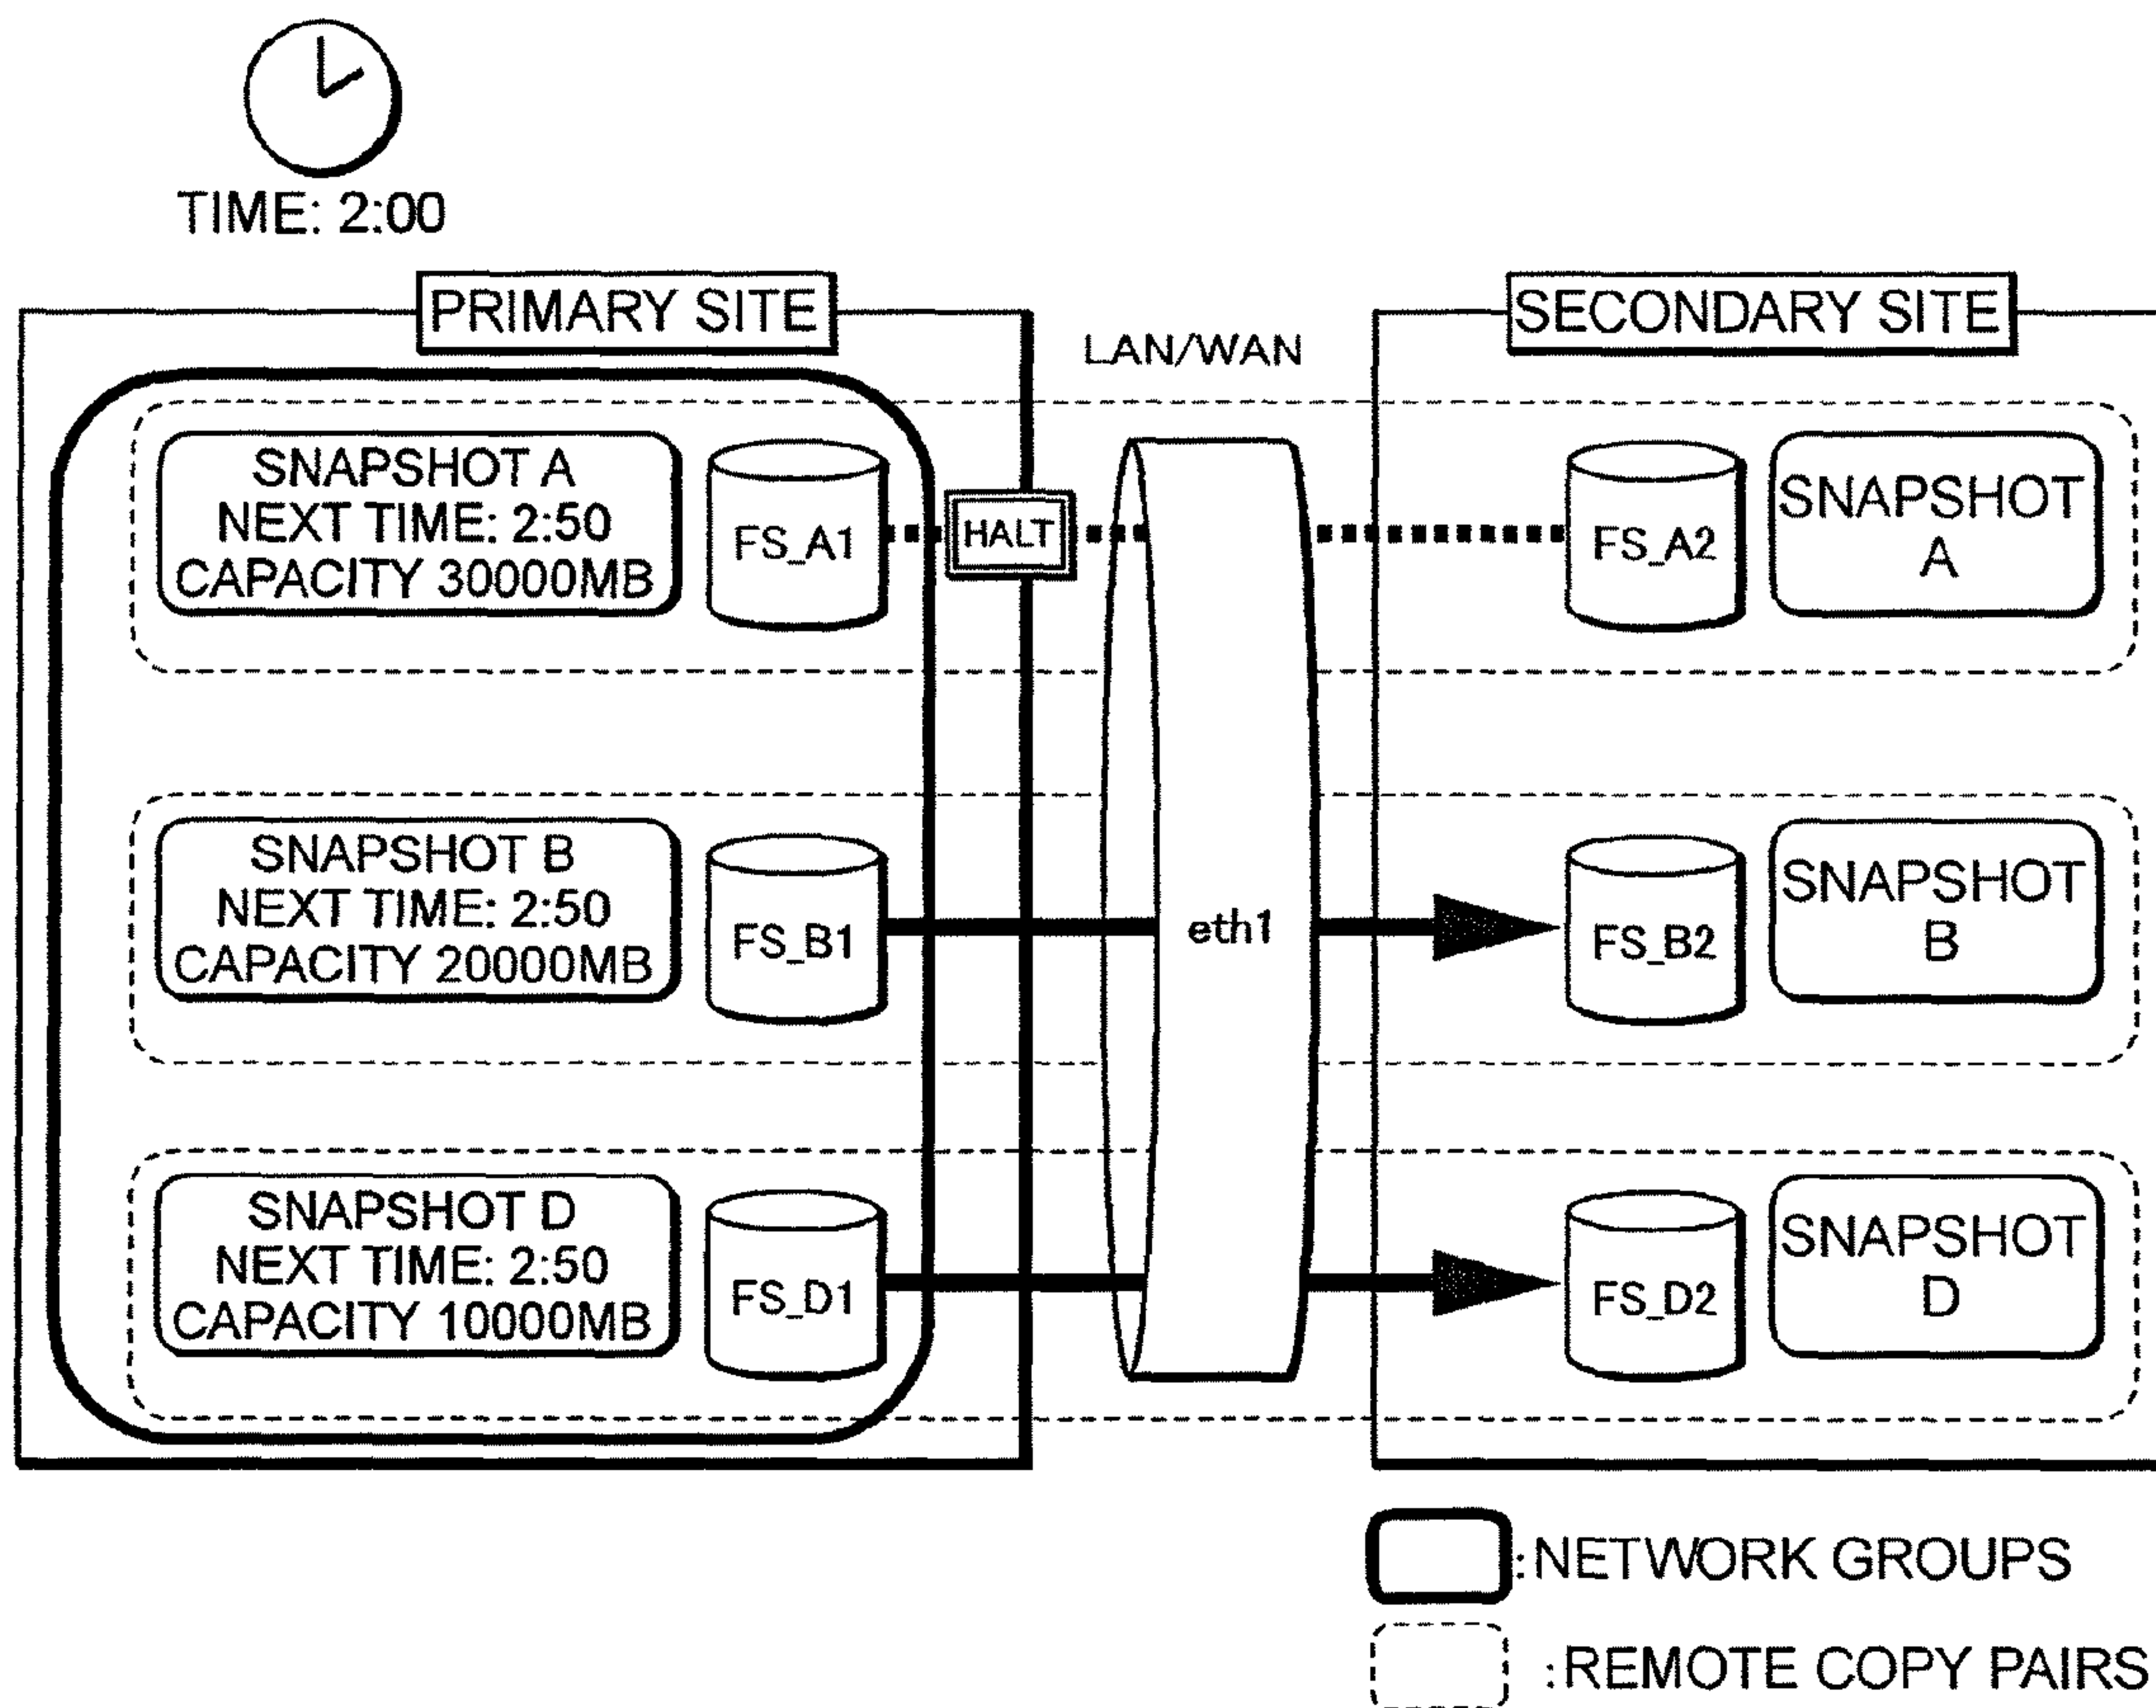 TIME: 2:00
PRIMARY SITE
LAN/WAN
SECONDARY SITE
SNAPSHOT A
NEXT TIME: 2:50
CAPACITY 30000MB
FS_A1
HALT
FS_A2
SNAPSHOT
A
SNAPSHOT B
NEXT TIME: 2:50
CAPACITY 20000MB
FS_B1
eth1
FS_B2
SNAPSHOT
B
SNAPSHOT D
NEXT TIME: 2:50
CAPACITY 10000MB
FS_D1
FS_D2
SNAPSHOT
D
:NETWORK GROUPS
:REMOTE COPY PAIRS